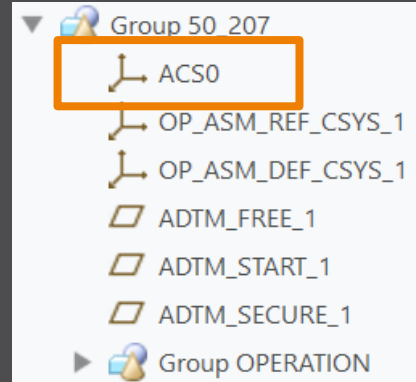 Group 50_207
ACS0
OP_ASM_REF_CSYS_1
OP_ASM_DEF_CSYS_1
ADTM_FREE_1
ADTM_START_1
ADTM_SECURE_1
Group OPERATION